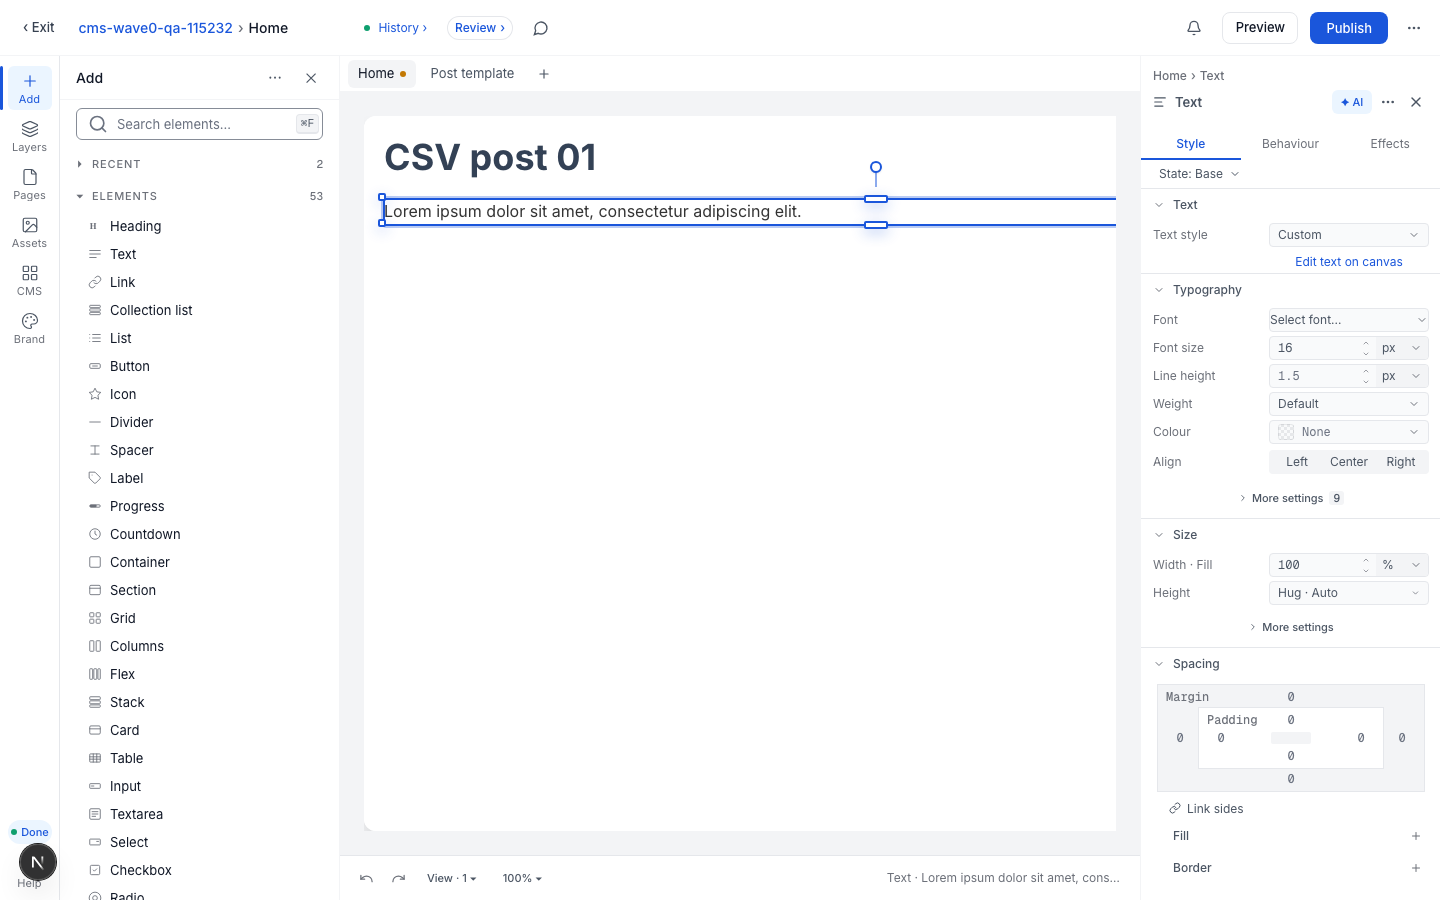 ‹ Exit
cms-wave0-qa-115232 › Home
History ›
Review ›
Preview
Publish
Add
Layers
Pages
Assets
CMS
Brand
Done
N
Help
Add
Search elements...
⌘F
RECENT 2
ELEMENTS 53
Heading
Text
Link
Collection list
List
Button
Icon
Divider
Spacer
Label
Progress
Countdown
Container
Section
Grid
Columns
Flex
Stack
Card
Table
Input
Textarea
Select
Checkbox
Radio
Home
Post template
CSV post 01
Lorem ipsum dolor sit amet, consectetur adipiscing elit.
View · 1
100%
Text · Lorem ipsum dolor sit amet, cons...
Home › Text
Text
AI
Style
Behaviour
Effects
State: Base
Text
Text style Custom
Edit text on canvas
Typography
Font Select font...
Font size 16 px
Line height 1.5 px
Weight Default
Colour None
Align Left Center Right
More settings 9
Size
Width · Fill 100 %
Height Hug · Auto
More settings
Spacing
Margin 0
Padding 0
0 0 0 0
0
0
Link sides
Fill
Border